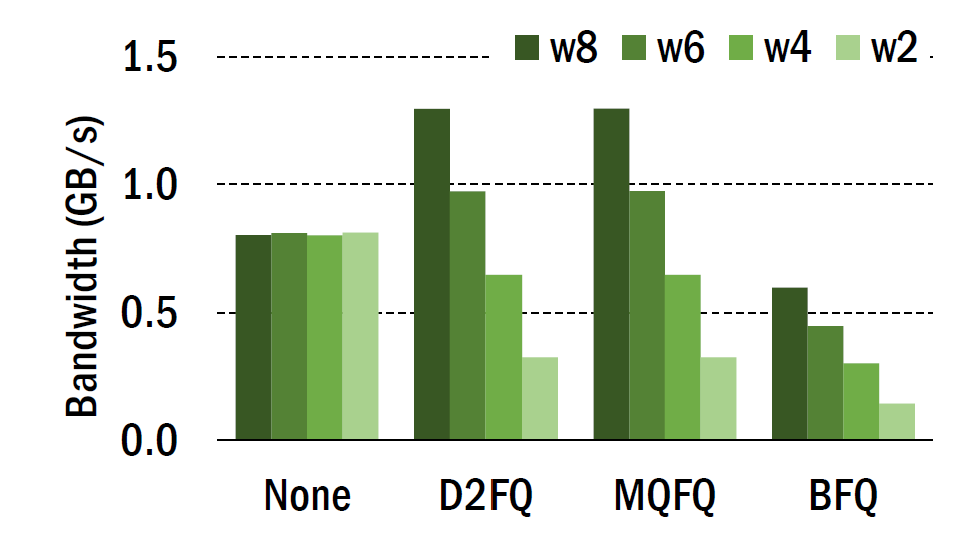 w8 w6 w4 w2
1.5
1.0
0.5
0.0
Bandwidth (GB/s)
None D2FQ MQFQ BFQ